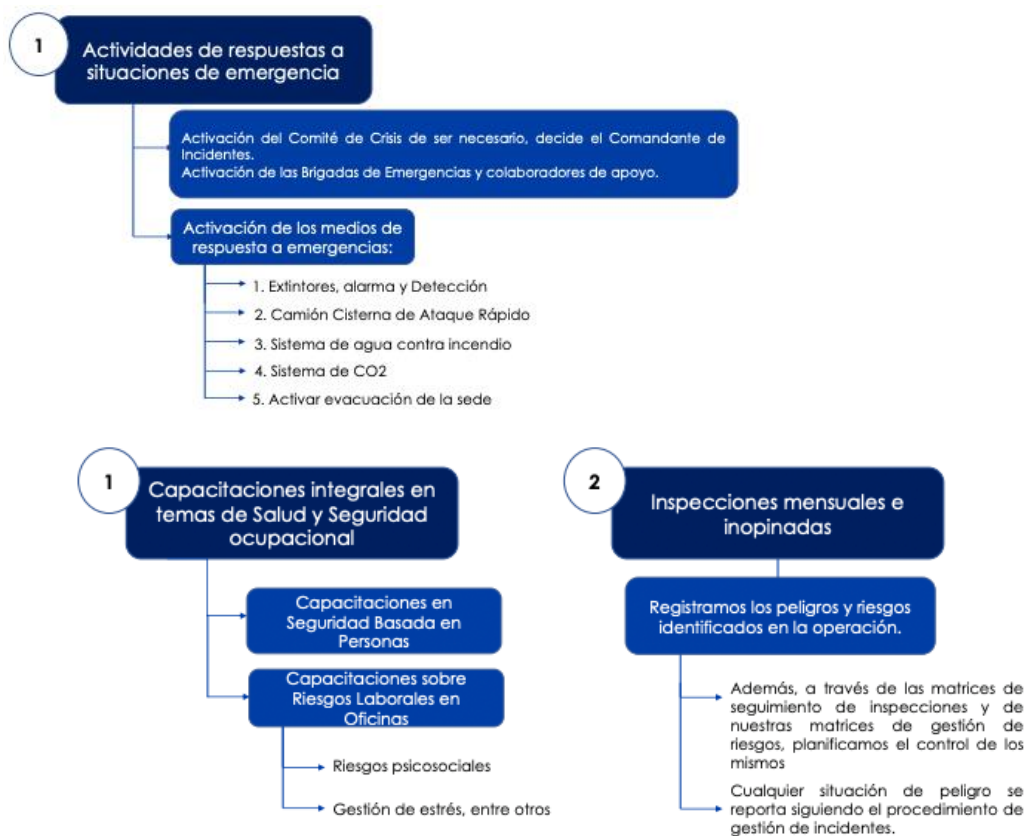 1
Actividades de respuestas a
situaciones de emergencia
Activación del Comité de Crisis de ser necesario, decide el Comandante de
Incidentes.
Activación de las Brigadas de Emergencias y colaboradores de apoyo.
Activación de los medios de
respuesta a emergencias:
1. Extintores, alarma y Detección
2. Camión Cisterna de Ataque Rápido
3. Sistema de agua contra incendio
4. Sistema de CO2
5. Activar evacuación de la sede
1
Capacitaciones integrales en
temas de Salud y Seguridad
ocupacional
Capacitaciones en
Seguridad Basada en
Personas
Capacitaciones sobre
Riesgos Laborales en
Oficinas
Riesgos psicosociales
Gestión de estrés, entre otros
2
Inspecciones mensuales e
inopinadas
Registramos los peligros y riesgos
identificados en la operación.
Además, a través de las matrices de
seguimiento de inspecciones y de
nuestras matrices de gestión de
riesgos, planificamos el control de los
mismos
Cualquier situación de peligro se
reporta siguiendo el procedimiento de
gestión de incidentes.